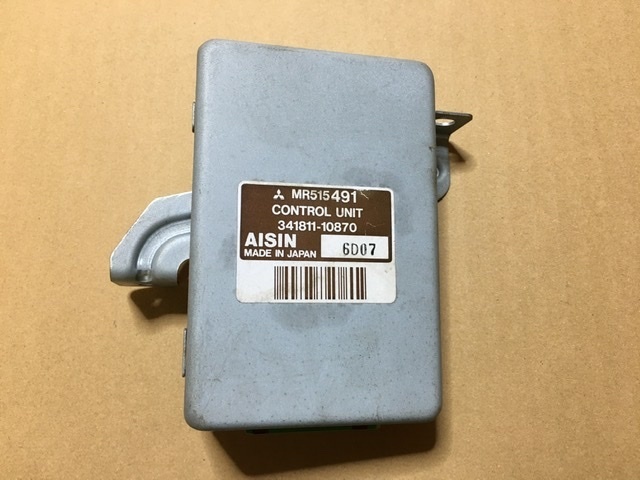 MR515491
CONTROL UNIT
341811-10870
AISIN
MADE IN JAPAN
6D07